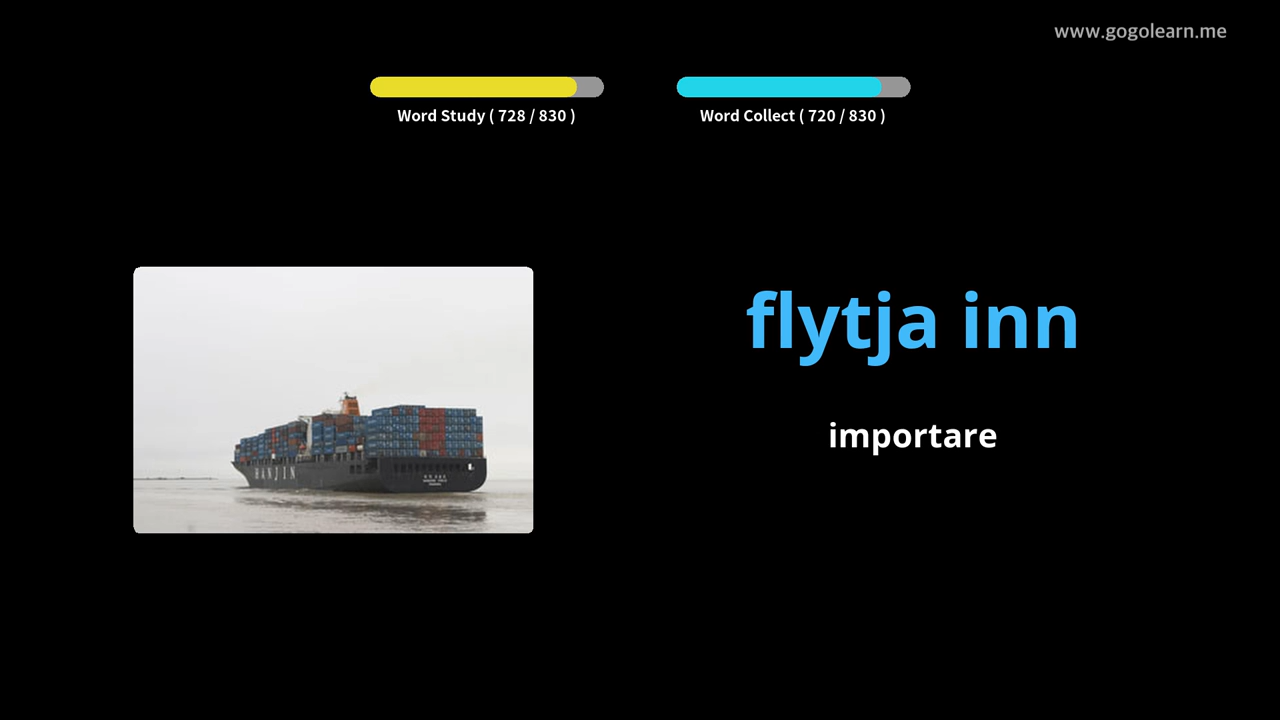 www.gogolearn.me
Word Study ( 728 / 830 )
Word Collect ( 720 / 830 )
flytja inn
importare
HANJIN